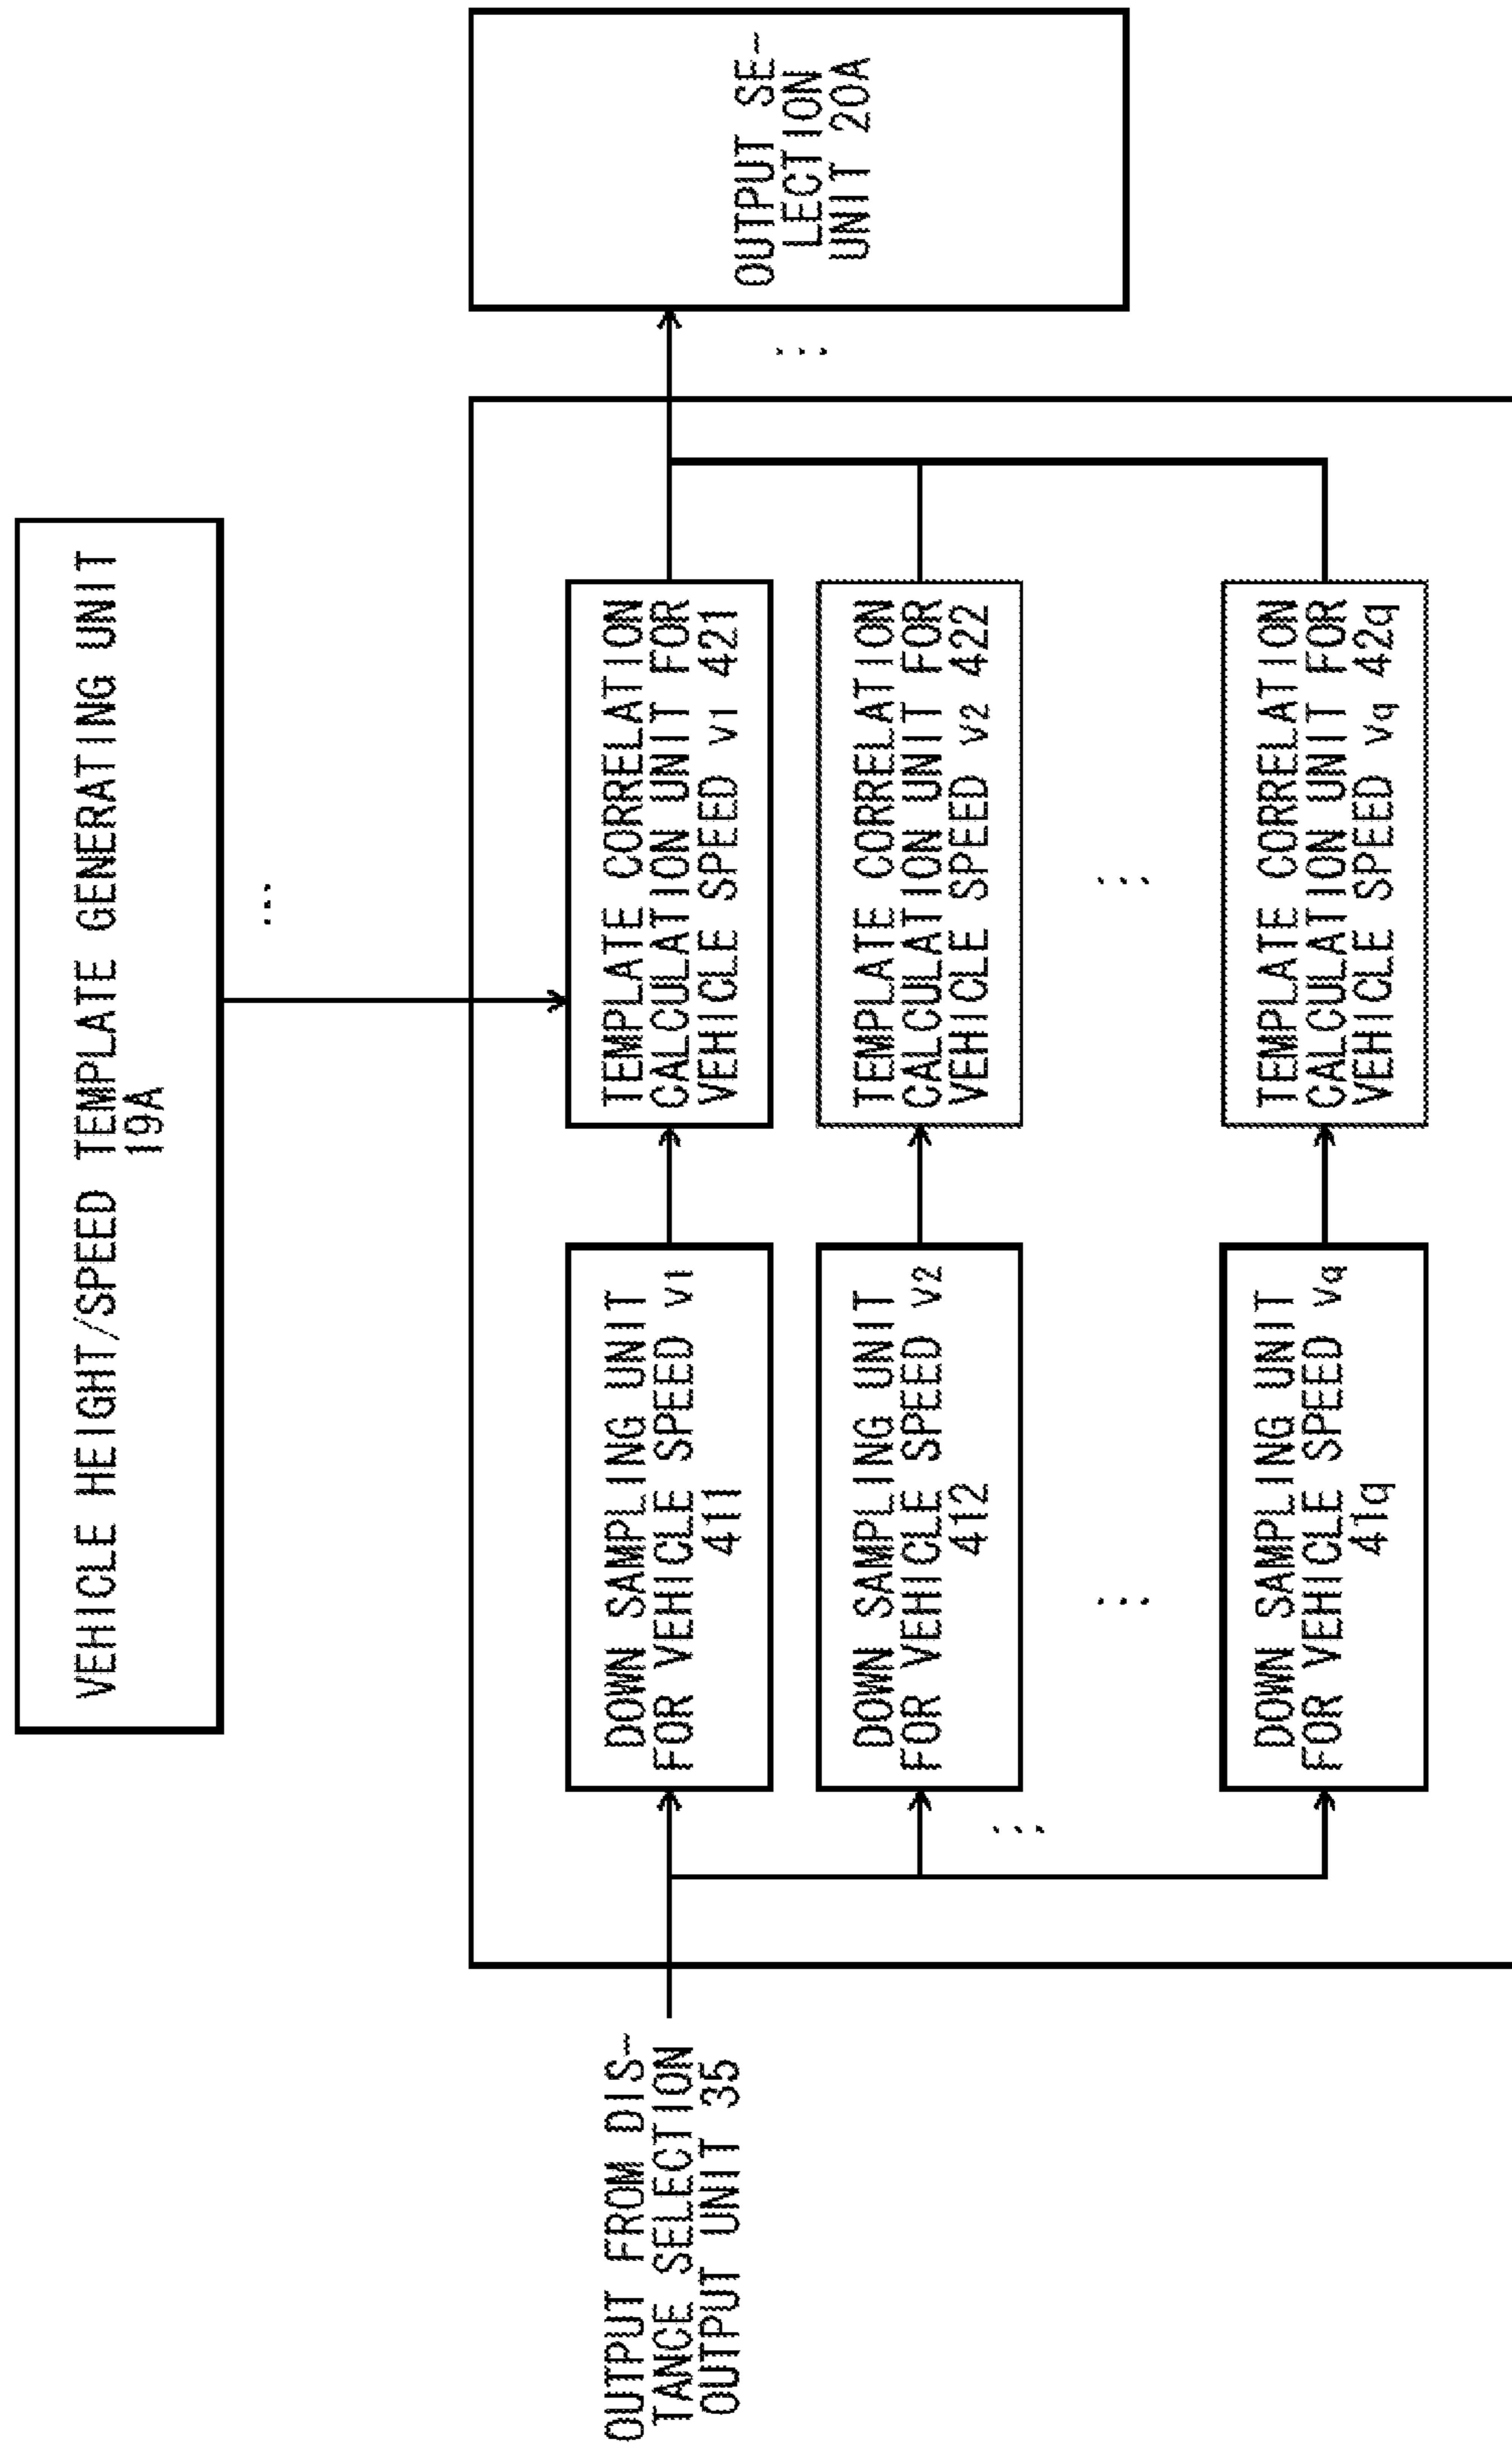 VEHICLE HEIGHT/SPEED TEMPLATE GENERATING UNIT
19A
...
OUTPUT FROM DIS-
TANCE SELECTION
OUTPUT UNIT 35
DOWN SAMPLING UNIT
FOR VEHICLE SPEED V1
411
TEMPLATE CORRELATION
CALCULATION UNIT FOR
VEHICLE SPEED V1 421
DOWN SAMPLING UNIT
FOR VEHICLE SPEED V2
412
TEMPLATE CORRELATION
CALCULATION UNIT FOR
VEHICLE SPEED V2 422
...
...
...
DOWN SAMPLING UNIT
FOR VEHICLE SPEED Vq
41q
TEMPLATE CORRELATION
CALCULATION UNIT FOR
VEHICLE SPEED Vq 42q
...
OUTPUT SE-
LECTION
UNIT 20A